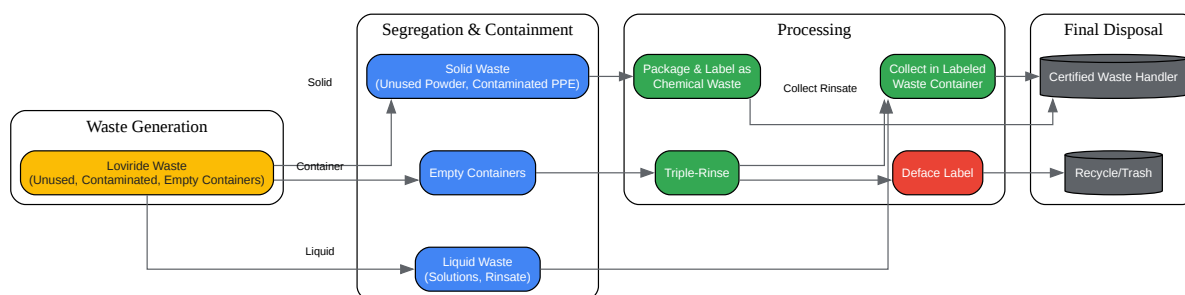 Segregation & Containment
Processing
Final Disposal
Solid Waste
(Unused Powder, Contaminated PPE)
Package & Label as
Chemical Waste
Collect in Labeled
Waste Container
Certified Waste Handler
Solid
Collect Rinsate
Waste Generation
Loviride Waste
(Unused, Contaminated, Empty Containers)
Container
Empty Containers
Triple-Rinse
Deface Label
Recycle/Trash
Liquid
Liquid Waste
(Solutions, Rinsate)